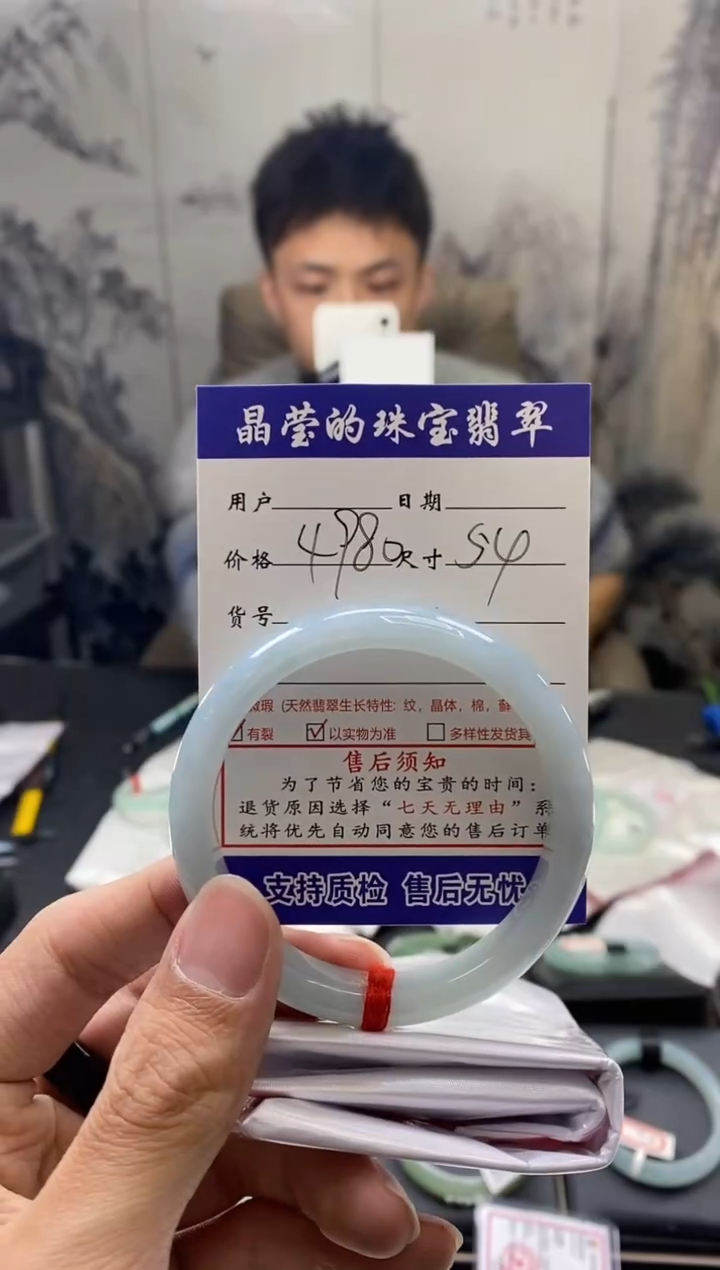 晶莹的珠宝翡翠
用户 日期
价格 4980 尺寸 54
货号
微瑕 (天然翡翠生长特性: 纹, 晶体, 棉,
有裂 以实物为准 多样性发货其
售后须知
为了节省您的宝贵的时间:
退货原因选择“七天无理由”系
统将优先自动同意您的售后订单
支持质检 售后无忧